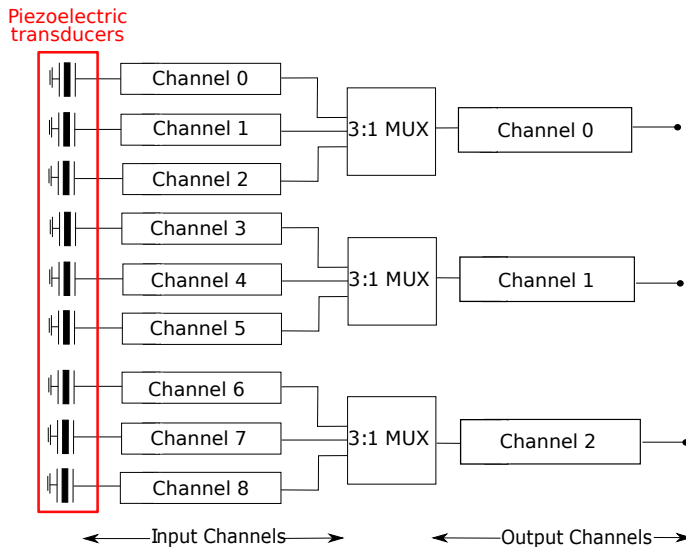 Piezoelectric
transducers
Channel 0
Channel 1
Channel 2
3:1 MUX
Channel 0
Channel 3
Channel 4
Channel 5
3:1 MUX
Channel 1
Channel 6
Channel 7
Channel 8
3:1 MUX
Channel 2
Input Channels
Output Channels